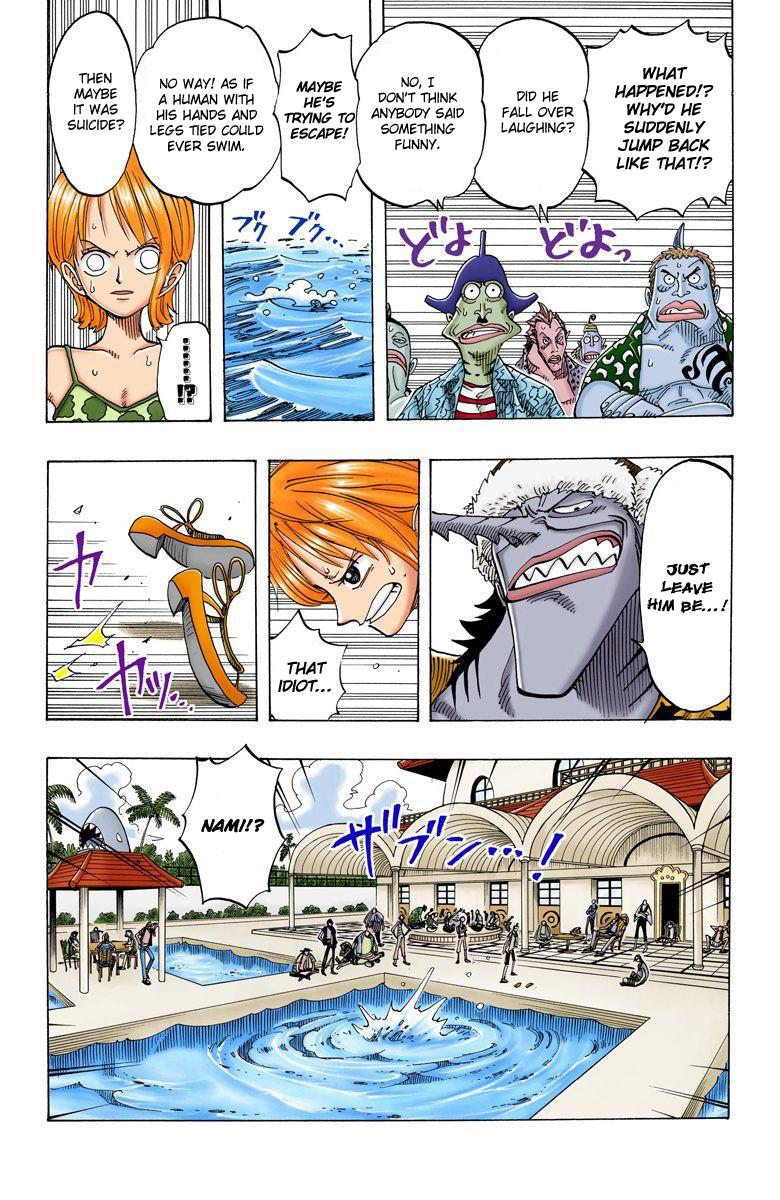 WHAT
HAPPENED!?
WHY'D HE
SUDDENLY
JUMP BACK
LIKE THAT!?
DID HE
FALL OVER
LAUGHING?
NO, I
DON'T THINK
ANYBODY SAID
SOMETHING
FUNNY.
どよ
どよっ
MAYBE
HE'S
TRYING TO
ESCAPE!
NO WAY! AS IF
A HUMAN WITH
HIS HANDS AND
LEGS TIED COULD
EVER SWIM.
ブク ブク…
THEN
MAYBE
IT WAS
SUICIDE?
……!?
JUST
LEAVE
HIM BE...!
THAT
IDIOT...
カ
カッ…
NAMI!?
ザブン…!